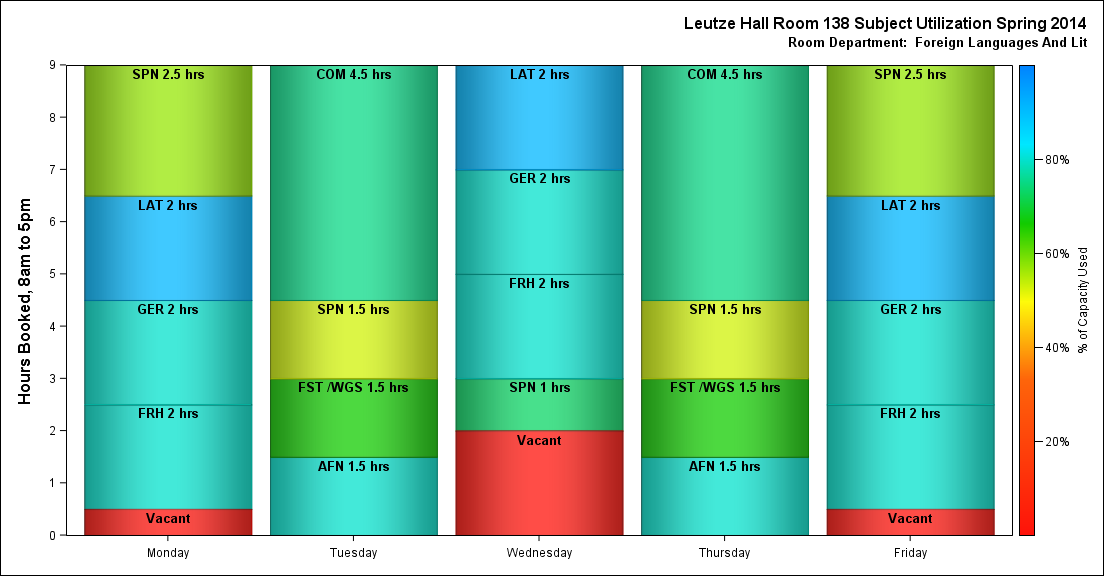 Leutze Hall Room 138 Subject Utilization Spring 2014
Room Department:  Foreign Languages And Lit
Hours Booked, 8am to 5pm
9
8
7
6
5
4
3
2
1
0
SPN 2.5 hrs
LAT 2 hrs
GER 2 hrs
FRH 2 hrs
Vacant
Monday
COM 4.5 hrs
SPN 1.5 hrs
FST /WGS 1.5 hrs
AFN 1.5 hrs
Tuesday
LAT 2 hrs
GER 2 hrs
FRH 2 hrs
SPN 1 hrs
Vacant
Wednesday
COM 4.5 hrs
SPN 1.5 hrs
FST /WGS 1.5 hrs
AFN 1.5 hrs
Thursday
SPN 2.5 hrs
LAT 2 hrs
GER 2 hrs
FRH 2 hrs
Vacant
Friday
80%
60%
40%
20%
% of Capacity Used